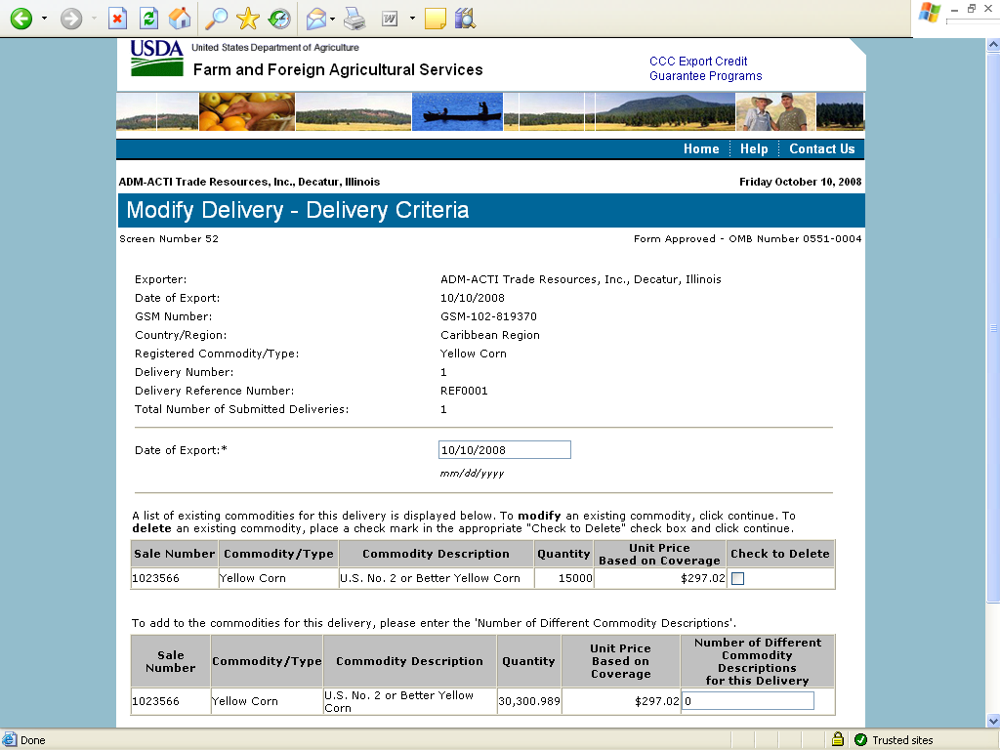 USDA United States Department of Agriculture
Farm and Foreign Agricultural Services
CCC Export Credit
Guarantee Programs
Home Help Contact Us
ADM-ACTI Trade Resources, Inc., Decatur, Illinois Friday October 10, 2008
Modify Delivery - Delivery Criteria
Screen Number 52 Form Approved - OMB Number 0551-0004
Exporter: ADM-ACTI Trade Resources, Inc., Decatur, Illinois
Date of Export: 10/10/2008
GSM Number: GSM-102-819370
Country/Region: Caribbean Region
Registered Commodity/Type: Yellow Corn
Delivery Number: 1
Delivery Reference Number: REF0001
Total Number of Submitted Deliveries: 1
Date of Export:* 10/10/2008
mm/dd/yyyy
A list of existing commodities for this delivery is displayed below. To modify an existing commodity, click continue. To
delete an existing commodity, place a check mark in the appropriate "Check to Delete" check box and click continue.
Sale Number Commodity/Type Commodity Description Quantity Unit Price Based on Coverage Check to Delete
1023566 Yellow Corn U.S. No. 2 or Better Yellow Corn 15000 $297.02
To add to the commodities for this delivery, please enter the 'Number of Different Commodity Descriptions'.
Sale Number Commodity/Type Commodity Description Quantity Unit Price Based on Coverage Number of Different Commodity Descriptions for this Delivery
1023566 Yellow Corn U.S. No. 2 or Better Yellow Corn 30,300.989 $297.02 0
Done Trusted sites